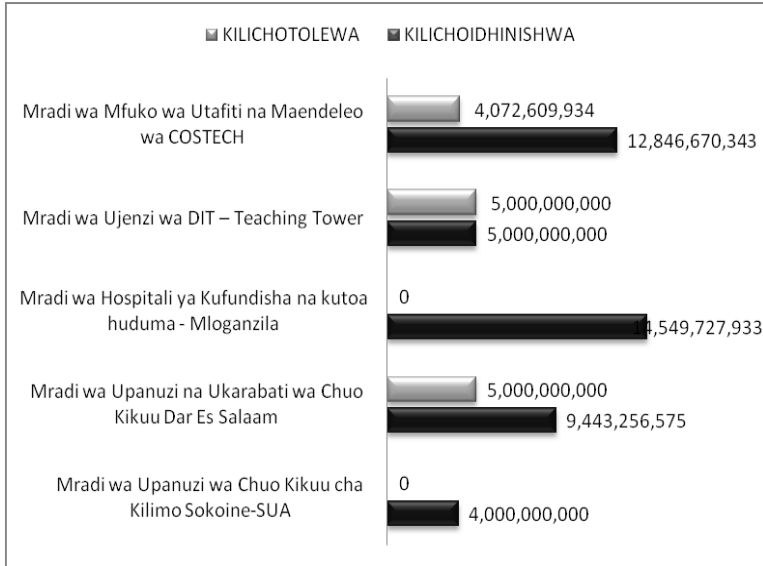 KILICHOTOLEWA KILICHOIDHINISHWA
Mradi wa Mfuko wa Utafiti na Maendeleo
wa COSTECH
4,072,609,934
12,846,670,343
Mradi wa Ujenzi wa DIT – Teaching Tower
5,000,000,000
5,000,000,000
Mradi wa Hospitali ya Kufundisha na kutoa
huduma - Mloganzila
0
14,549,727,933
Mradi wa Upanuzi na Ukarabati wa Chuo
Kikuu Dar Es Salaam
5,000,000,000
9,443,256,575
Mradi wa Upanuzi wa Chuo Kikuu cha
Kilimo Sokoine-SUA
0
4,000,000,000